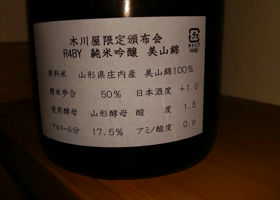 木川屋限定頒布会
R4BY 純米吟醸 美山錦
原料米 山形県庄内産 美山錦100%
精米歩合 50% 日本酒度 +1.0
使用酵母 山形酵母 酸度 1.5
アルコール分 17.5% アミノ酸度 0.6